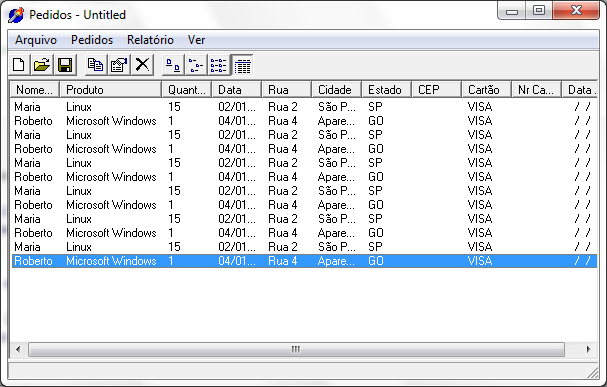 Pedidos - Untitled
Arquivo Pedidos Relatório Ver
Nome... Produto Quant... Data Rua Cidade Estado CEP Cartão Nr Ca... Data .
Maria Linux 15 02/01... Rua 2 São P... SP VISA / /
Roberto Microsoft Windows 1 04/01... Rua 4 Apare... GO VISA / /
Maria Linux 15 02/01... Rua 2 São P... SP VISA / /
Roberto Microsoft Windows 1 04/01... Rua 4 Apare... GO VISA / /
Maria Linux 15 02/01... Rua 2 São P... SP VISA / /
Roberto Microsoft Windows 1 04/01... Rua 4 Apare... GO VISA / /
Maria Linux 15 02/01... Rua 2 São P... SP VISA / /
Roberto Microsoft Windows 1 04/01... Rua 4 Apare... GO VISA / /
Maria Linux 15 02/01... Rua 2 São P... SP VISA / /
Roberto Microsoft Windows 1 04/01... Rua 4 Apare... GO VISA / /
Maria Linux 15 02/01... Rua 2 São P... SP VISA / /
Roberto Microsoft Windows 1 04/01... Rua 4 Apare... GO VISA / /